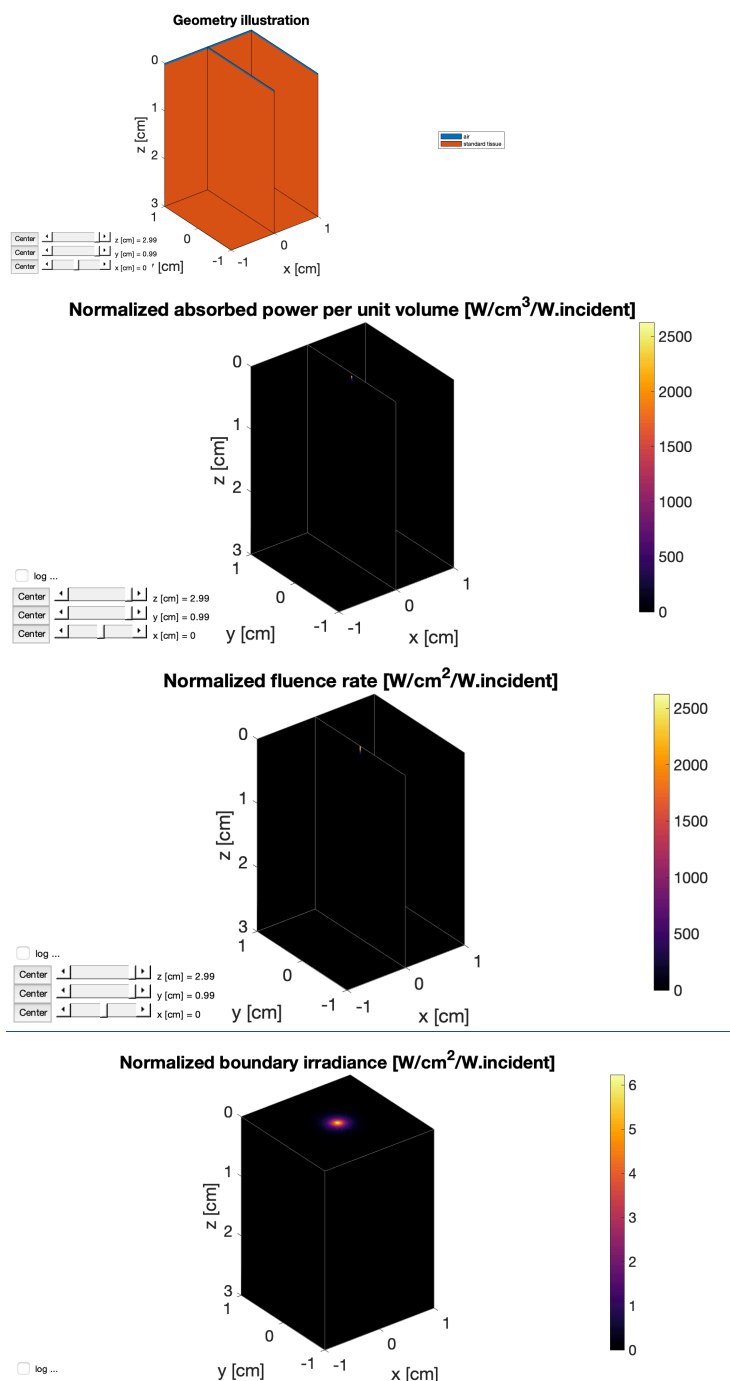 Geometry illustration
0
1
2
3
z [cm]
1
0
-1
y [cm]
-1
0
1
x [cm]
air
standard tissue
Center
z [cm] = 2.99
Center
y [cm] = 0.99
Center
x [cm] = 0
Normalized absorbed power per unit volume [W/cm3/W.incident]
0
1
2
3
z [cm]
1
0
-1
y [cm]
-1
0
1
x [cm]
2500
2000
1500
1000
500
0
log ...
Center
z [cm] = 2.99
Center
y [cm] = 0.99
Center
x [cm] = 0
Normalized fluence rate [W/cm2/W.incident]
0
1
2
3
z [cm]
1
0
-1
y [cm]
-1
0
1
x [cm]
2500
2000
1500
1000
500
0
log ...
Center
z [cm] = 2.99
Center
y [cm] = 0.99
Center
x [cm] = 0
Normalized boundary irradiance [W/cm2/W.incident]
0
1
2
3
z [cm]
1
0
-1
y [cm]
-1
0
1
x [cm]
6
5
4
3
2
1
0
log ...